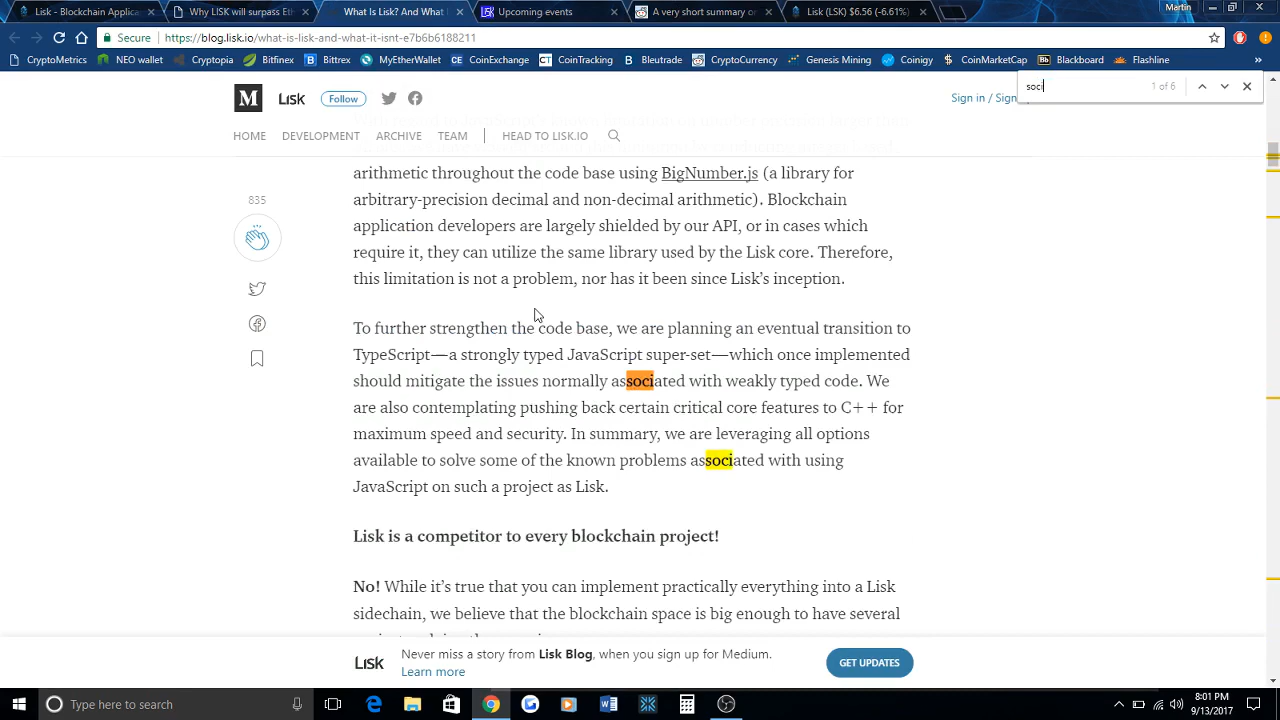 Lisk - Blockchain Applic
Why LISK will surpass Eth
What Is Lisk? And What I
Upcoming events
A very short summary on
Lisk (LSK) $6.56 (-6.61%)
Martin
Secure
https://blog.lisk.io/what-is-lisk-and-what-it-isnt-e7b6b6188211
CryptoMetrics
NEO wallet
Cryptopia
Bitfinex
Bittrex
MyEtherWallet
CoinExchange
CoinTracking
Bleutrade
CryptoCurrency
Genesis Mining
Coinigy
CoinMarketCap
Blackboard
Flashline
soci
1 of 6
M
Lisk
Follow
Sign in / Sign
HOME
DEVELOPMENT
ARCHIVE
TEAM
HEAD TO LISK.IO
arithmetic throughout the code base using BigNumber.js (a library for
arbitrary-precision decimal and non-decimal arithmetic). Blockchain
application developers are largely shielded by our API, or in cases which
require it, they can utilize the same library used by the Lisk core. Therefore,
this limitation is not a problem, nor has it been since Lisk's inception.
835
To further strengthen the code base, we are planning an eventual transition to
TypeScript—a strongly typed JavaScript super-set—which once implemented
should mitigate the issues normally associated with weakly typed code. We
are also contemplating pushing back certain critical core features to C++ for
maximum speed and security. In summary, we are leveraging all options
available to solve some of the known problems associated with using
JavaScript on such a project as Lisk.
Lisk is a competitor to every blockchain project!
No! While it's true that you can implement practically everything into a Lisk
sidechain, we believe that the blockchain space is big enough to have several
Lisk
Never miss a story from Lisk Blog, when you sign up for Medium.
Learn more
GET UPDATES
Type here to search
8:01 PM
9/13/2017